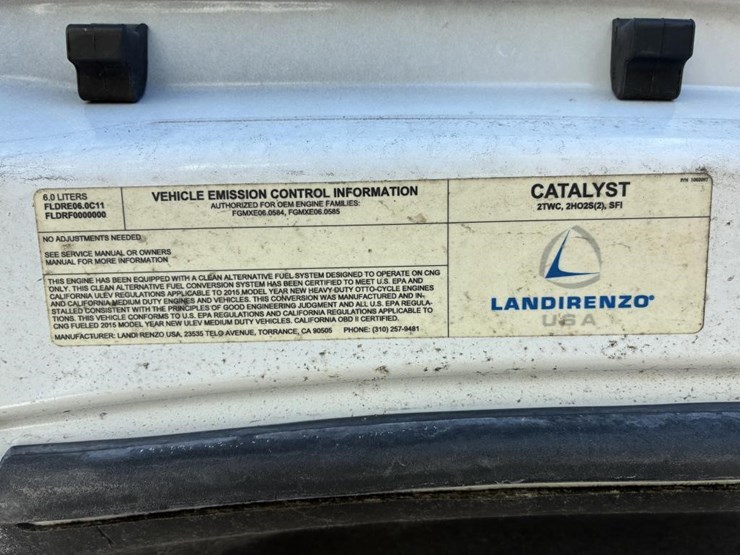 6.0 LITERS
FLDRE06.0C11
FLDRF0000000
VEHICLE EMISSION CONTROL INFORMATION
AUTHORIZED FOR OEM ENGINE FAMILIES:
FGMXE06.0584, FGMXE06.0585
CATALYST
2TWC, 2HO2S(2), SFI
P/N
NO ADJUSTMENTS NEEDED
SEE SERVICE MANUAL OR OWNERS
MANUAL FOR MORE INFORMATION
THIS ENGINE HAS BEEN EQUIPPED WITH A CLEAN ALTERNATIVE FUEL SYSTEM DESIGNED TO OPERATE ON CNG
ONLY. THIS CLEAN ALTERNATIVE FUEL CONVERSION SYSTEM HAS BEEN CERTIFIED TO MEET U.S. EPA AND
CALIFORNIA ULEV REGULATIONS APPLICABLE TO 2015 MODEL YEAR NEW HEAVY DUTY OTTO-CYCLE ENGINES
AND CALIFORNIA MEDIUM DUTY ENGINES AND VEHICLES. THIS CONVERSION WAS MANUFACTURED AND IN-
STALLED CONSISTENT WITH THE PRINCIPLES OF GOOD ENGINEERING JUDGMENT AND ALL U.S. EPA REGULA-
TIONS. THIS VEHICLE CONFORMS TO U.S. EPA REGULATIONS AND CALIFORNIA REGULATIONS APPLICABLE TO
CNG FUELED 2015 MODEL YEAR NEW ULEV MEDIUM DUTY VEHICLES. CALIFORNIA OBD II CERTIFIED.
MANUFACTURER: LANDI RENZO USA, 23535 TELO AVENUE, TORRANCE, CA 90505 PHONE: (310) 257-9481
LANDIRENZO®
USA